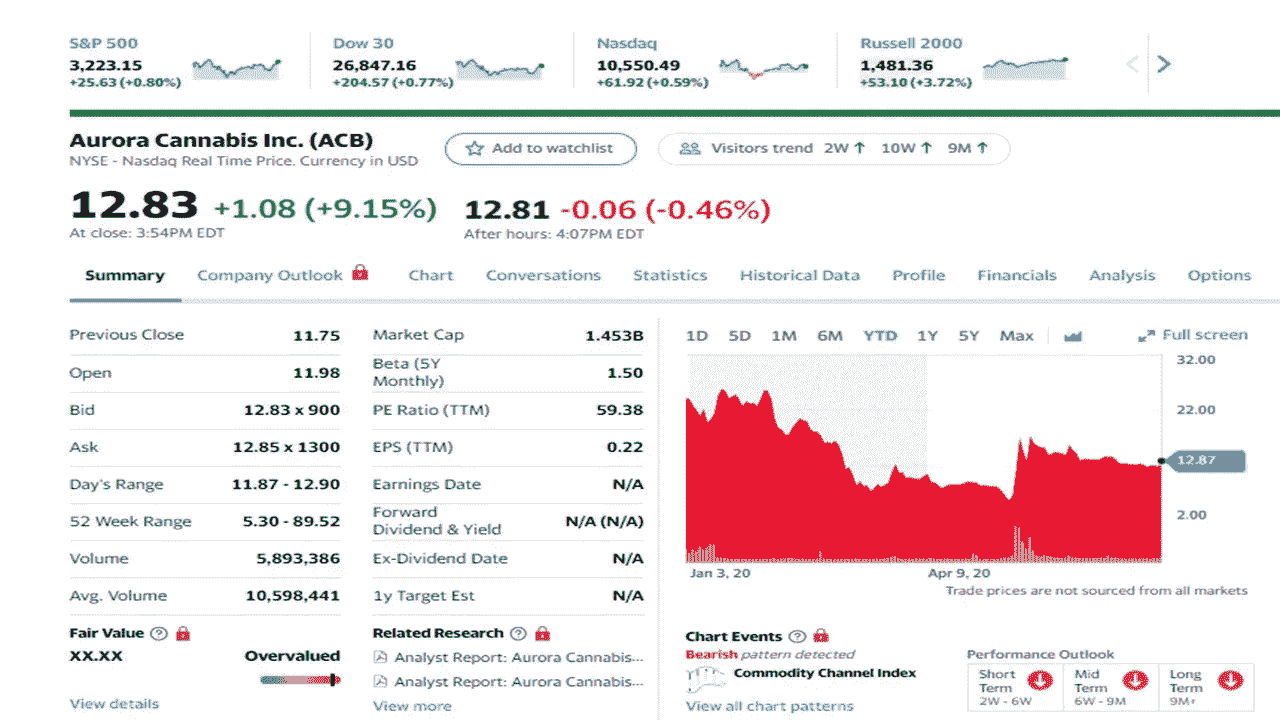 S&P 500 Dow 30 Nasdaq Russell 2000
3,223.15 26,847.16 10,550.49 1,481.36
+25.63 (+0.80%) +204.57 (+0.77%) +61.92 (+0.59%) +53.10 (+3.72%)
Aurora Cannabis Inc. (ACB)
NYSE - Nasdaq Real Time Price. Currency in USD
Add to watchlist
Visitors trend 2W↑ 10W↑ 9M↑
12.83 +1.08 (+9.15%) 12.81 -0.06 (-0.46%)
At close: 3:54PM EDT After hours: 4:07PM EDT
Summary Company Outlook Chart Conversations Statistics Historical Data Profile Financials Analysis Options
Previous Close 11.75
Open 11.98
Bid 12.83 x 900
Ask 12.85 x 1300
Day's Range 11.87 - 12.90
52 Week Range 5.30 - 89.52
Volume 5,893,386
Avg. Volume 10,598,441
Market Cap 1.453B
Beta (5Y
Monthly) 1.50
PE Ratio (TTM) 59.38
EPS (TTM) 0.22
Earnings Date N/A
Forward
Dividend & Yield N/A (N/A)
Ex-Dividend Date N/A
1y Target Est N/A
1D 5D 1M 6M YTD 1Y 5Y Max Full screen
32.00
22.00
12.87
2.00
Jan 3, 20 Apr 9, 20
Trade prices are not sourced from all markets
Fair Value
XX.XX Overvalued
View details
Related Research
Analyst Report: Aurora Cannabis...
Analyst Report: Aurora Cannabis...
View more
Chart Events
Bearish pattern detected
Commodity Channel Index
View all chart patterns
Performance Outlook
Short
Term
2W - 6W
Mid
Term
6W - 9M
Long
Term
9M+